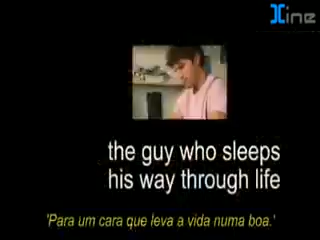 Xine
the guy who sleeps
his way through life
'Para um cara que leva a vida numa boa.'